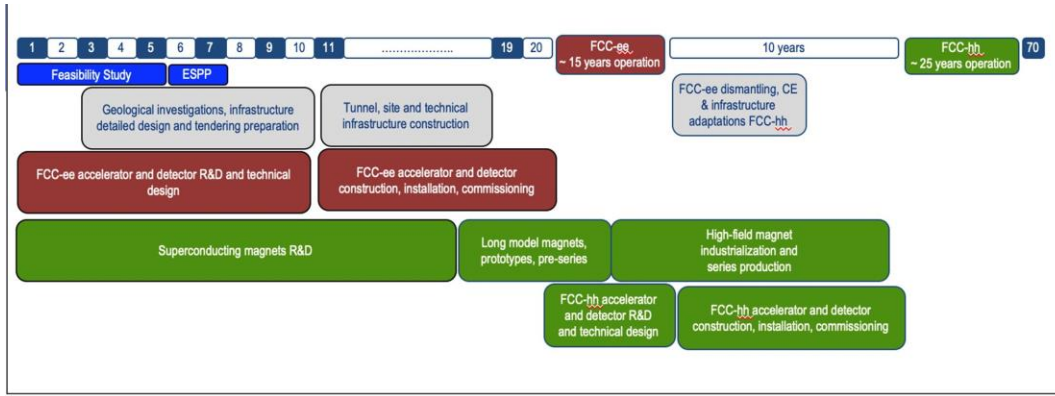 1 2 3 4 5 6 7 8 9 10 11 .................... 19 20
FCC-ee
~ 15 years operation
10 years
FCC-hh
~ 25 years operation
70
Feasibility Study
ESPP
Geological investigations, infrastructure
detailed design and tendering preparation
Tunnel, site and technical
infrastructure construction
FCC-ee dismantling, CE
& infrastructure
adaptations FCC-hh
FCC-ee accelerator and detector R&D and technical
design
FCC-ee accelerator and detector
construction, installation, commissioning
Superconducting magnets R&D
Long model magnets,
prototypes, pre-series
High-field magnet
industrialization and
series production
FCC-hh accelerator
and detector R&D
and technical design
FCC-hh accelerator and detector
construction, installation, commissioning